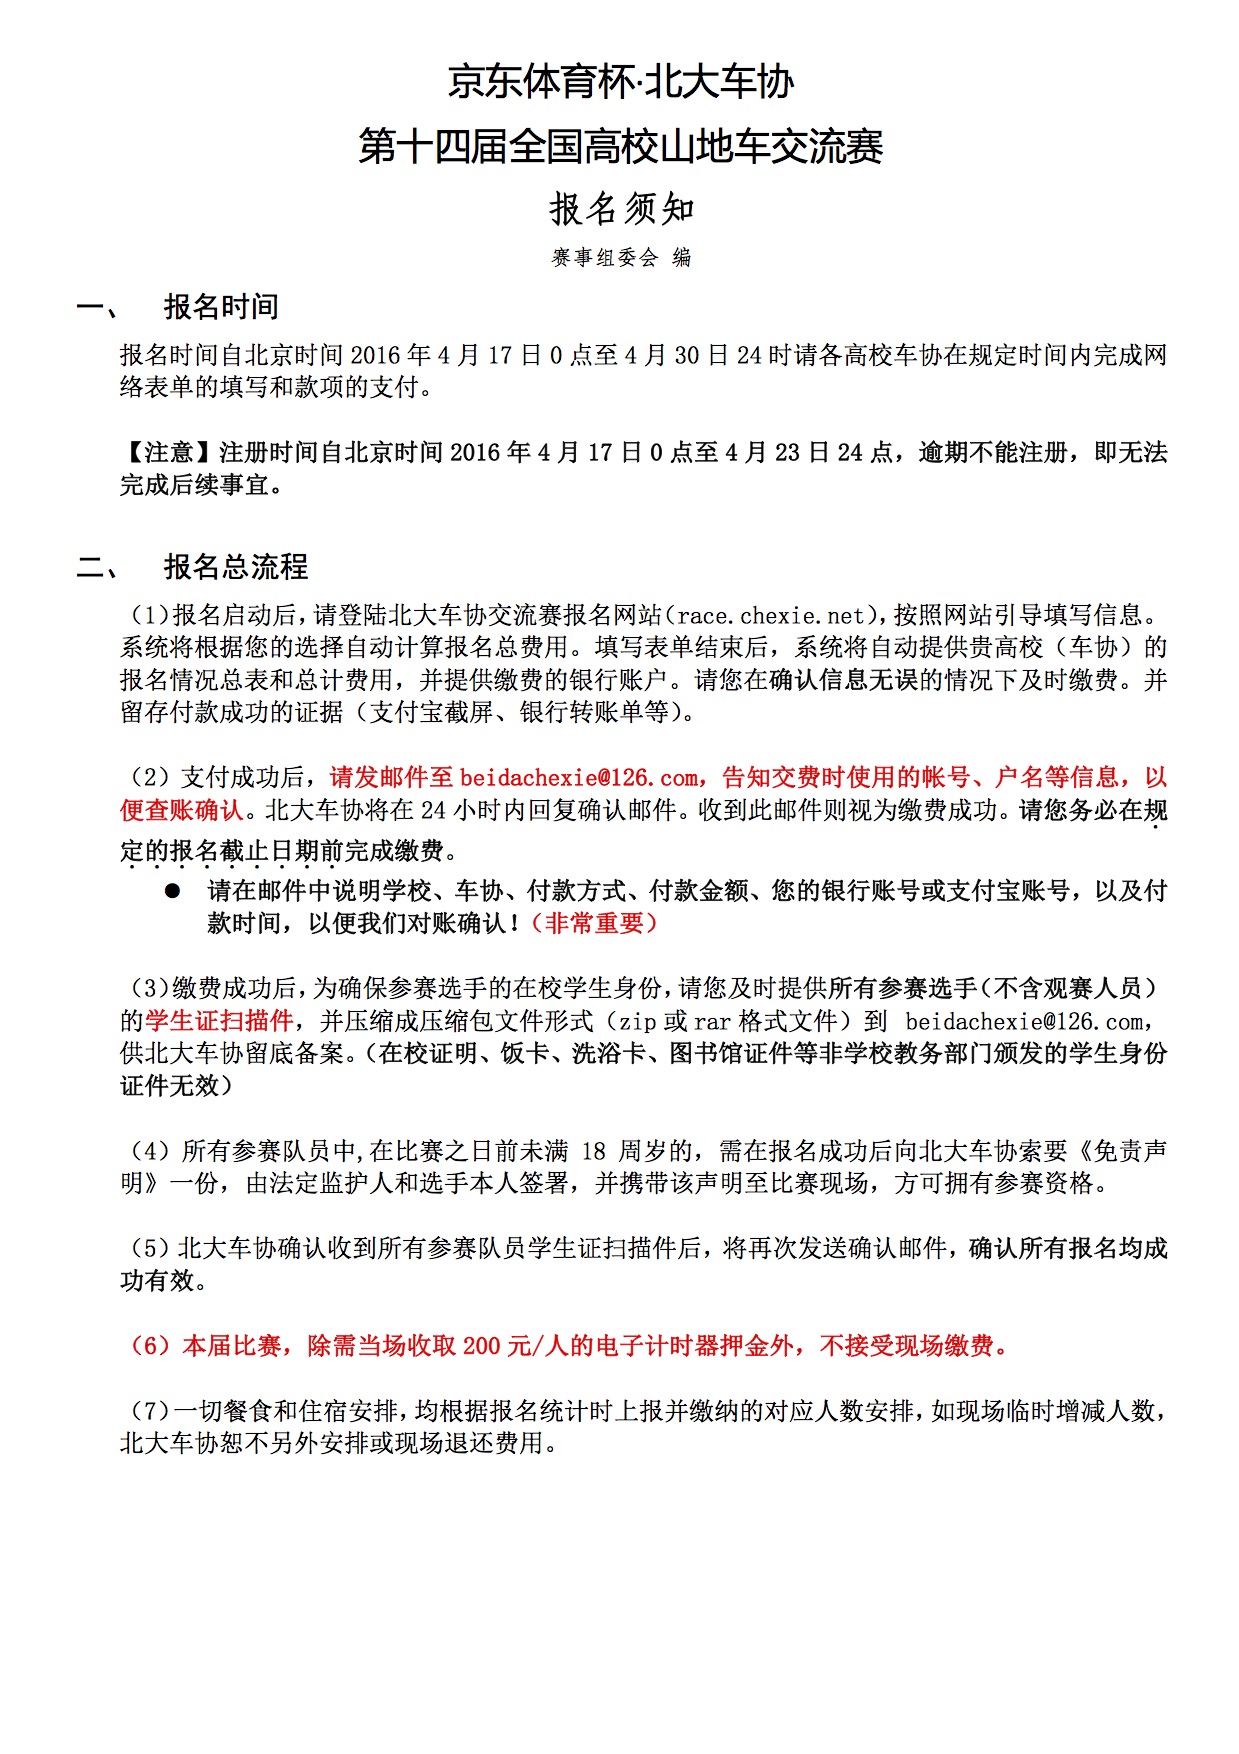 京东体育杯·北大车协
第十四届全国高校山地车交流赛
报名须知
赛事组委会 编
一、 报名时间
报名时间自北京时间 2016 年 4 月 17 日 0 点至 4 月 30 日 24 时请各高校车协在规定时间内完成网
络表单的填写和款项的支付。
【注意】注册时间自北京时间 2016 年 4 月 17 日 0 点至 4 月 23 日 24 点，逾期不能注册，即无法
完成后续事宜。
二、 报名总流程
（1）报名启动后，请登陆北大车协交流赛报名网站（race.chexie.net），按照网站引导填写信息。
系统将根据您的选择自动计算报名总费用。填写表单结束后，系统将自动提供贵高校（车协）的
报名情况总表和总计费用，并提供缴费的银行账户。请您在确认信息无误的情况下及时缴费。并
留存付款成功的证据（支付宝截屏、银行转账单等）。
（2）支付成功后，请发邮件至 beidachexie@126.com，告知交费时使用的帐号、户名等信息，以
便查账确认。北大车协将在 24 小时内回复确认邮件。收到此邮件则视为缴费成功。请您务必在规
定的报名截止日期前完成缴费。
● 请在邮件中说明学校、车协、付款方式、付款金额、您的银行账号或支付宝账号，以及付
款时间，以便我们对账确认！（非常重要）
（3）缴费成功后，为确保参赛选手的在校学生身份，请您及时提供所有参赛选手（不含观赛人员）
的学生证扫描件，并压缩成压缩包文件形式（zip 或 rar 格式文件）到 beidachexie@126.com，
供北大车协留底备案。（在校证明、饭卡、洗浴卡、图书馆证件等非学校教务部门颁发的学生身份
证件无效）
（4）所有参赛队员中,在比赛之日前未满 18 周岁的，需在报名成功后向北大车协索要《免责声
明》一份，由法定监护人和选手本人签署，并携带该声明至比赛现场，方可拥有参赛资格。
（5）北大车协确认收到所有参赛队员学生证扫描件后，将再次发送确认邮件，确认所有报名均成
功有效。
（6）本届比赛，除需当场收取 200 元/人的电子计时器押金外，不接受现场缴费。
（7）一切餐食和住宿安排，均根据报名统计时上报并缴纳的对应人数安排，如现场临时增减人数，
北大车协恕不另外安排或现场退还费用。